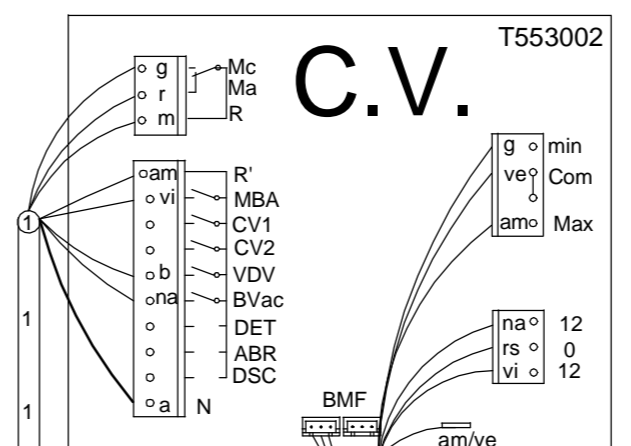 T553002
C.V.
g Mc
r Ma
m R
am R'
vi MBA
CV1
CV2
b VDV
na BVac
DET
ABR
DSC
a N
1
1
1
g min
ve Com
am Max
na 12
rs 0
vi 12
BMF
am/ve